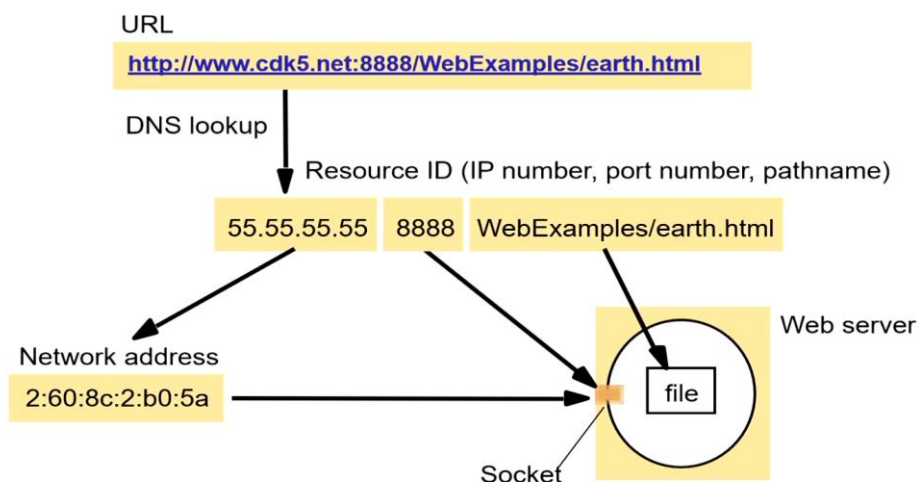 URL
http://www.cdk5.net:8888/WebExamples/earth.html
DNS lookup
Resource ID (IP number, port number, pathname)
55.55.55.55 8888 WebExamples/earth.html
Web server
Network address
2:60:8c:2:b0:5a
file
Socket